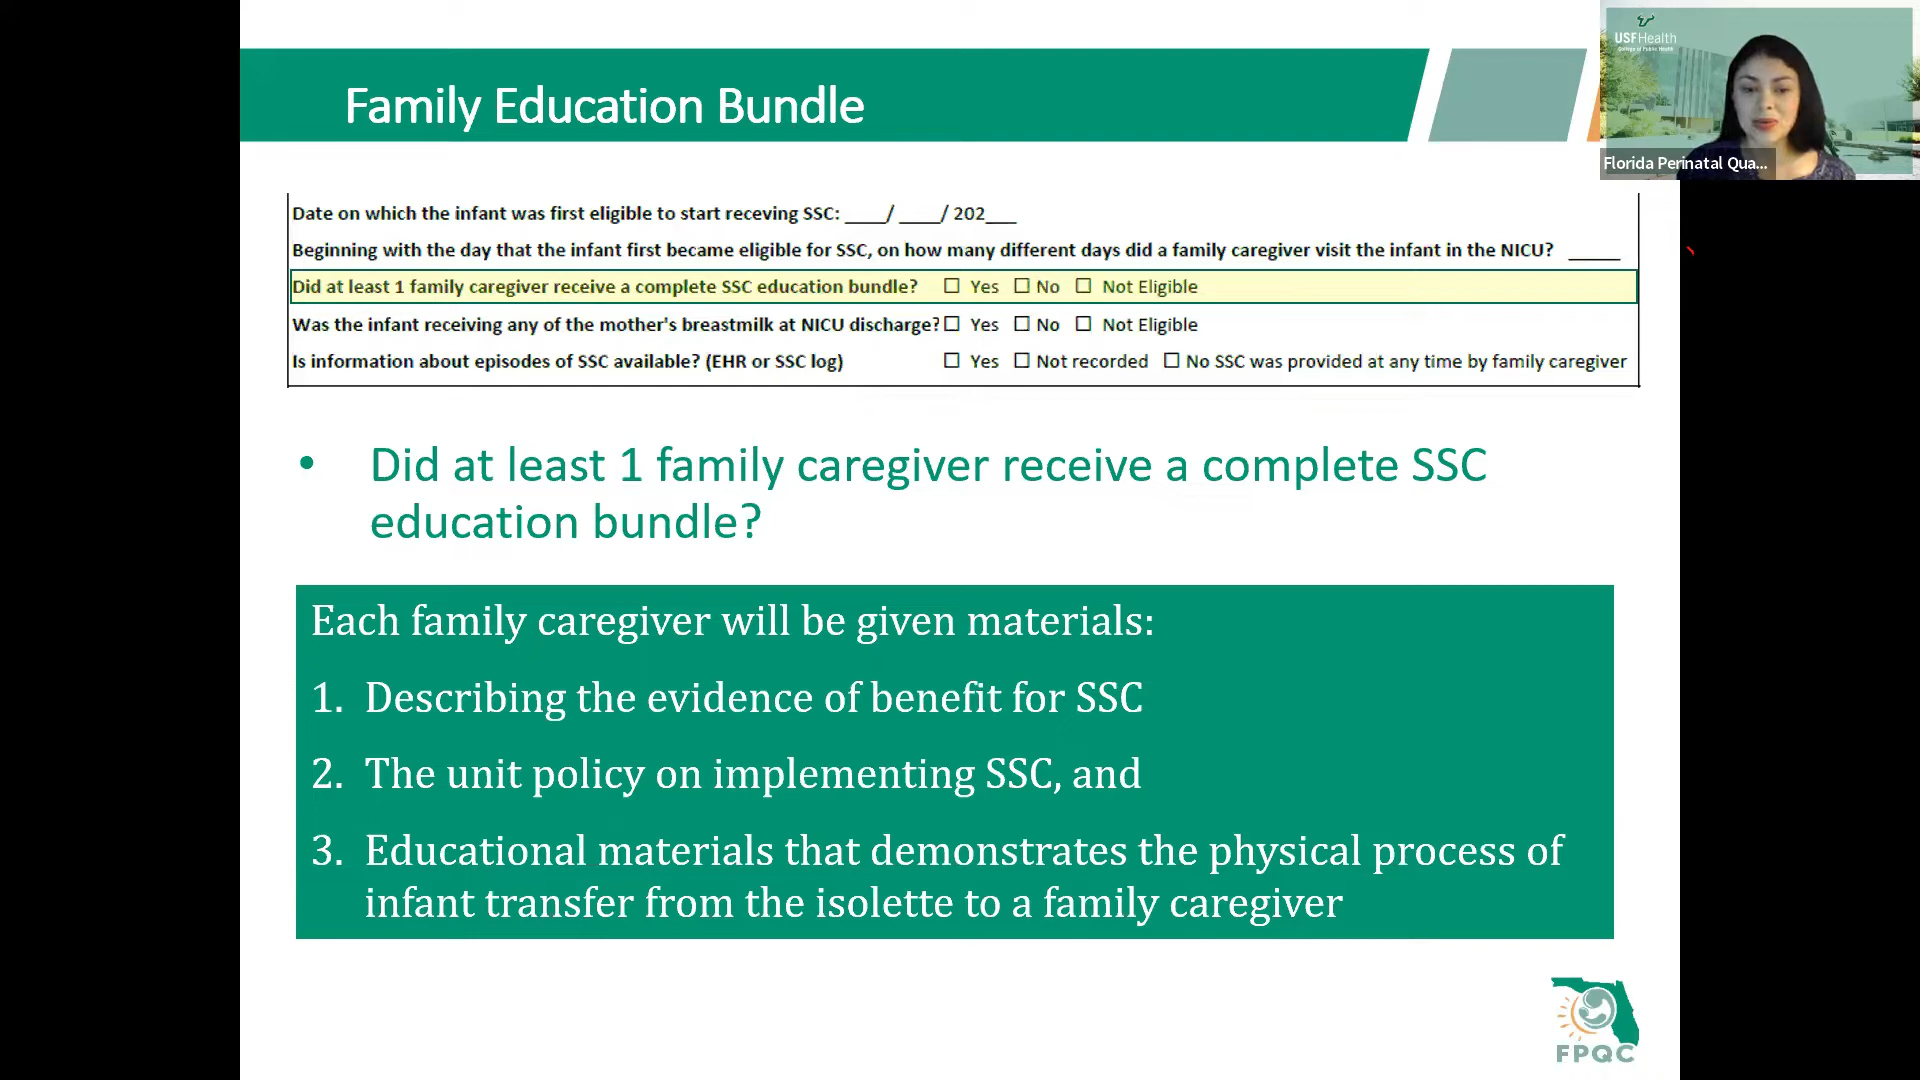 Family Education Bundle
USFHealth
College of Public Health
Florida Perinatal Qua...
Date on which the infant was first eligible to start receving SSC: ____/ ____/ 202___
Beginning with the day that the infant first became eligible for SSC, on how many different days did a family caregiver visit the infant in the NICU? _____
Did at least 1 family caregiver receive a complete SSC education bundle? ☐ Yes ☐ No ☐ Not Eligible
Was the infant receiving any of the mother's breastmilk at NICU discharge? ☐ Yes ☐ No ☐ Not Eligible
Is information about episodes of SSC available? (EHR or SSC log) ☐ Yes ☐ Not recorded ☐ No SSC was provided at any time by family caregiver
• Did at least 1 family caregiver receive a complete SSC
education bundle?
Each family caregiver will be given materials:
1. Describing the evidence of benefit for SSC
2. The unit policy on implementing SSC, and
3. Educational materials that demonstrates the physical process of
infant transfer from the isolette to a family caregiver
FPQC